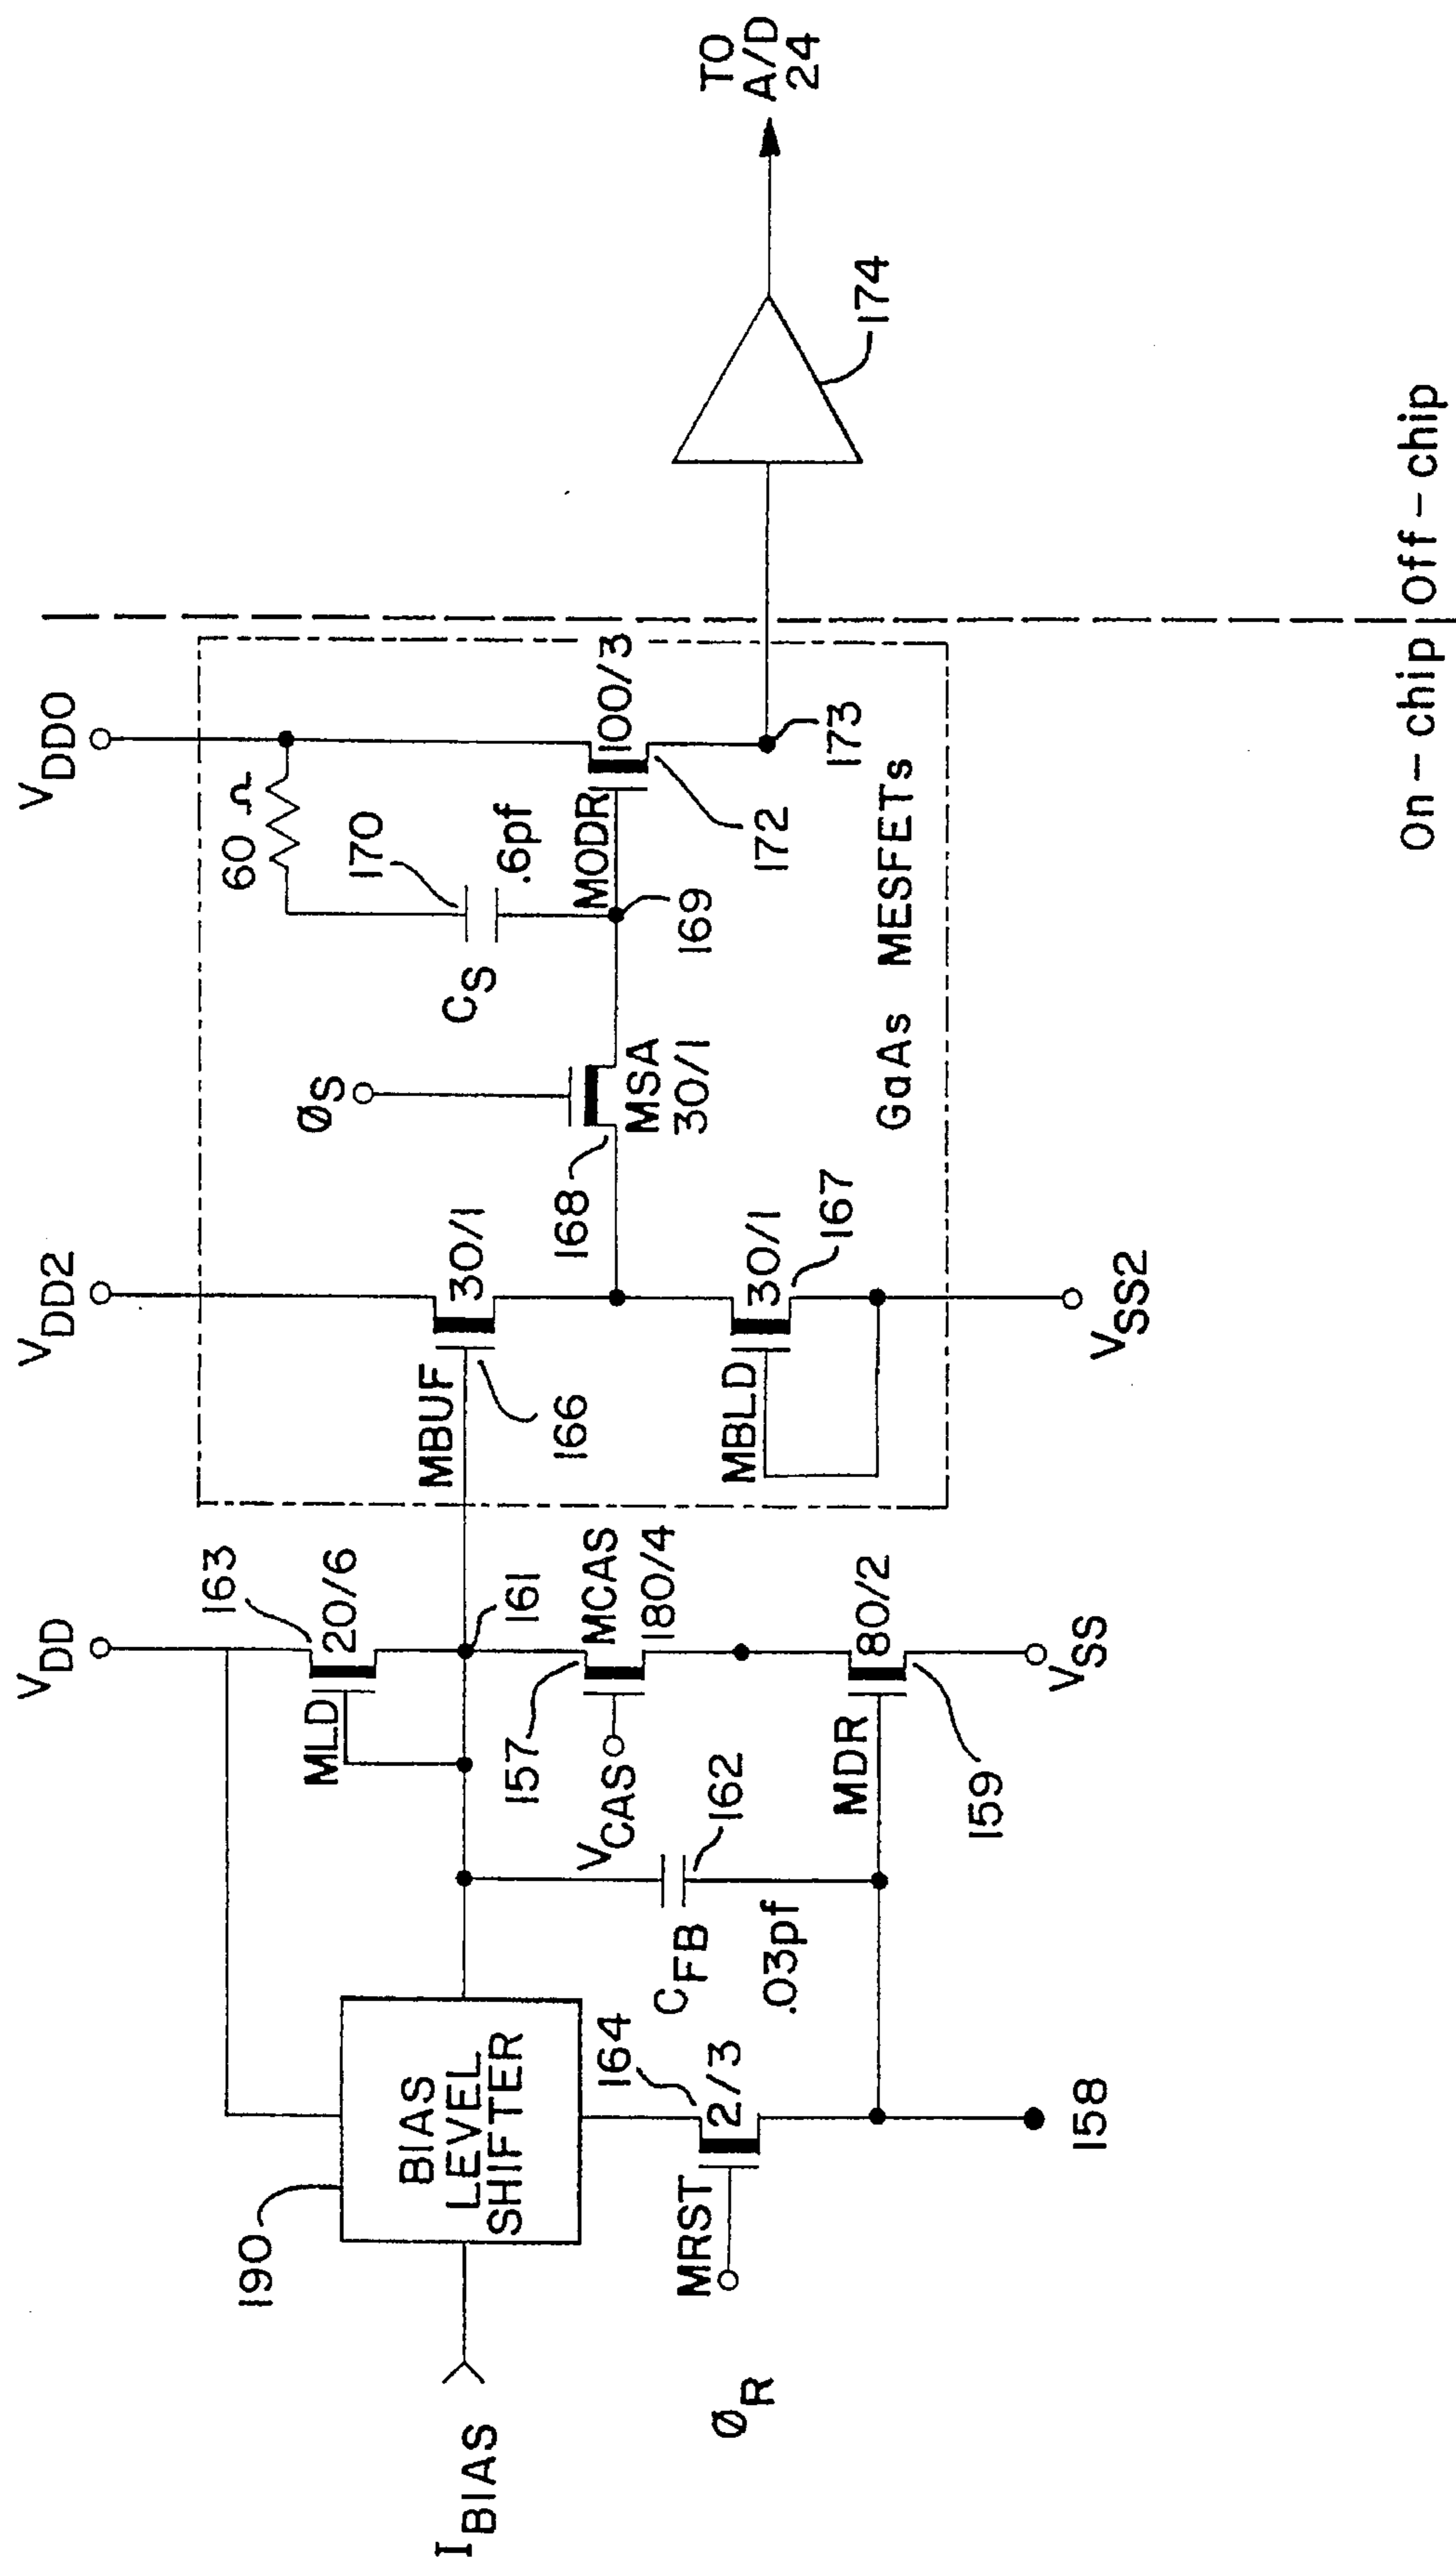 V_DD
V_DD2
V_DD0
163
20/6
MLD
161
MBUF
166
30/1
ØS
168
MSA
30/1
60 Ω
170
C_S
.6pf
MODR
100/3
169
172
173
174
TO
A/D
24
190
BIAS
LEVEL
SHIFTER
I_BIAS
157
MCAS
180/4
V_CAS
162
C_FB
.03pf
164
2/3
MRST
Ø_R
158
MDR
80/2
159
V_SS
MBLD
30/1
167
V_SS2
GaAs MESFETs
On-chip
Off-chip